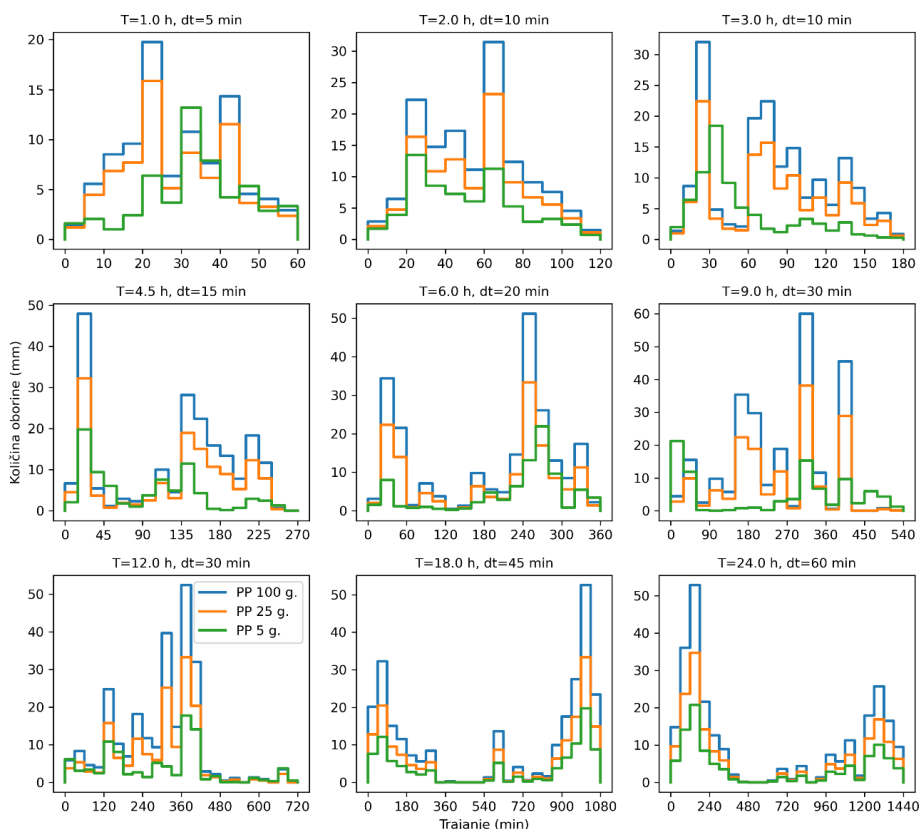 T=1.0 h, dt=5 min
T=2.0 h, dt=10 min
T=3.0 h, dt=10 min
20
15
10
5
0
0 10 20 30 40 50 60
30
25
20
15
10
5
0
0 20 40 60 80 100 120
30
25
20
15
10
5
0
0 30 60 90 120 150 180
T=4.5 h, dt=15 min
T=6.0 h, dt=20 min
T=9.0 h, dt=30 min
Količina oborine (mm)
50
40
30
20
10
0
0 45 90 135 180 225 270
50
40
30
20
10
0
0 60 120 180 240 300 360
60
50
40
30
20
10
0
0 90 180 270 360 450 540
T=12.0 h, dt=30 min
T=18.0 h, dt=45 min
T=24.0 h, dt=60 min
PP 100 g.
PP 25 g.
PP 5 g.
50
40
30
20
10
0
0 120 240 360 480 600 720
50
40
30
20
10
0
0 180 360 540 720 900 1080
50
40
30
20
10
0
0 240 480 720 960 1200 1440
Trajanje (min)